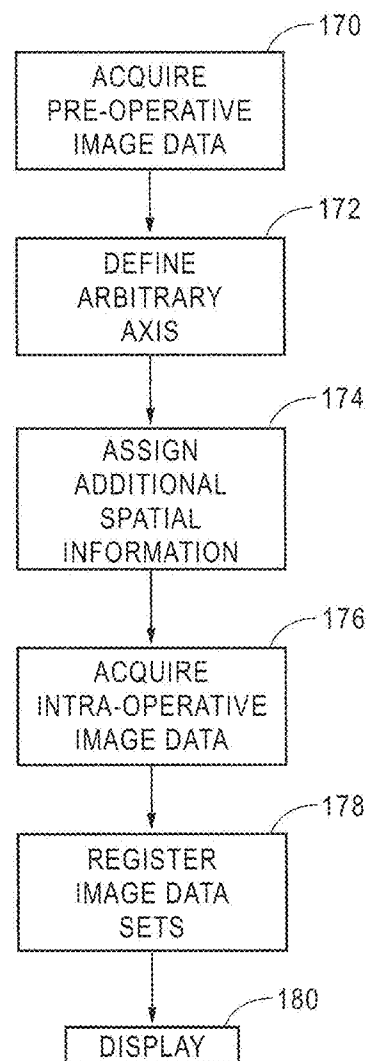 170
ACQUIRE
PRE-OPERATIVE
IMAGE DATA
172
DEFINE
ARBITRARY
AXIS
174
ASSIGN
ADDITIONAL
SPATIAL
INFORMATION
176
ACQUIRE
INTRA-OPERATIVE
IMAGE DATA
178
REGISTER
IMAGE DATA
SETS
180
DISPLAY